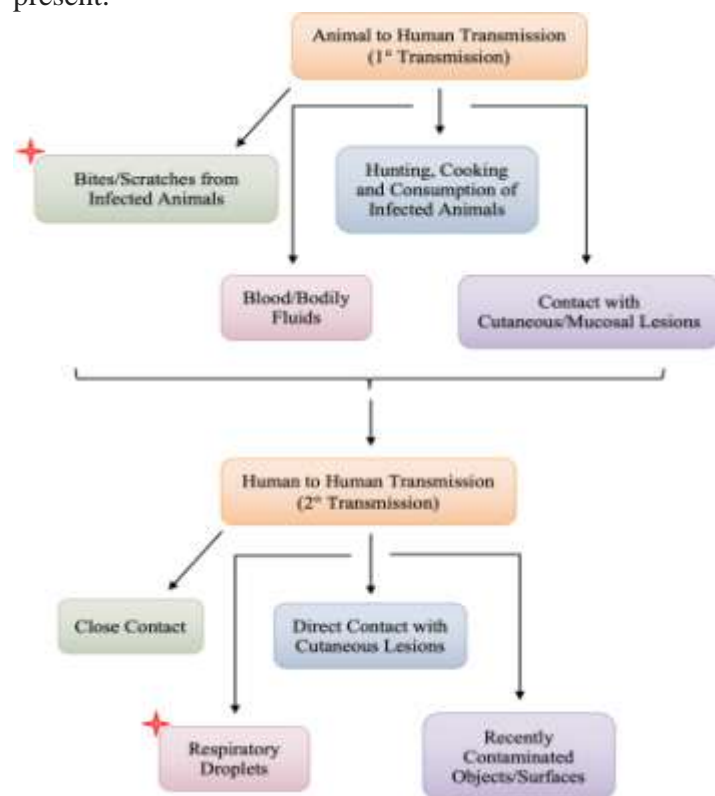 present.
Animal to Human Transmission
(1° Transmission)
Bites/Scratches from
Infected Animals
Hunting, Cooking
and Consumption of
Infected Animals
Blood/Bodily
Fluids
Contact with
Cutaneous/Mucosal Lesions
Human to Human Transmission
(2° Transmission)
Close Contact
Direct Contact with
Cutaneous Lesions
Respiratory
Droplets
Recently
Contaminated
Objects/Surfaces